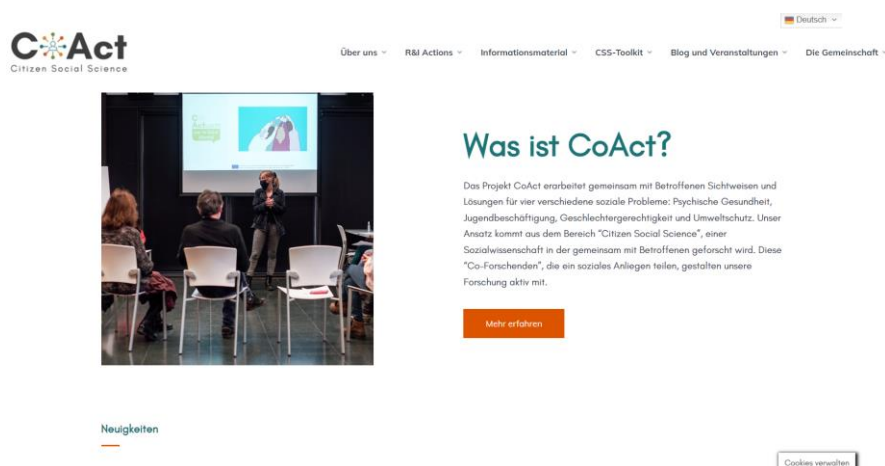 Deutsch
CoAct
Citizen Social Science
Über uns
R&I Actions
Informationsmaterial
CSS-Toolkit
Blog und Veranstaltungen
Die Gemeinschaft
Was ist CoAct?
Das Projekt CoAct erarbeitet gemeinsam mit Betroffenen Sichtweisen und
Lösungen für vier verschiedene soziale Probleme: Psychische Gesundheit,
Jugendbeschäftigung, Geschlechtergerechtigkeit und Umweltschutz. Unser
Ansatz kommt aus dem Bereich "Citizen Social Science", einer
Sozialwissenschaft in der gemeinsam mit Betroffenen geforscht wird. Diese
"Co-Forschenden", die ein soziales Anliegen teilen, gestalten unsere
Forschung aktiv mit.
Mehr erfahren
Neuigkeiten
Cookies verwalten